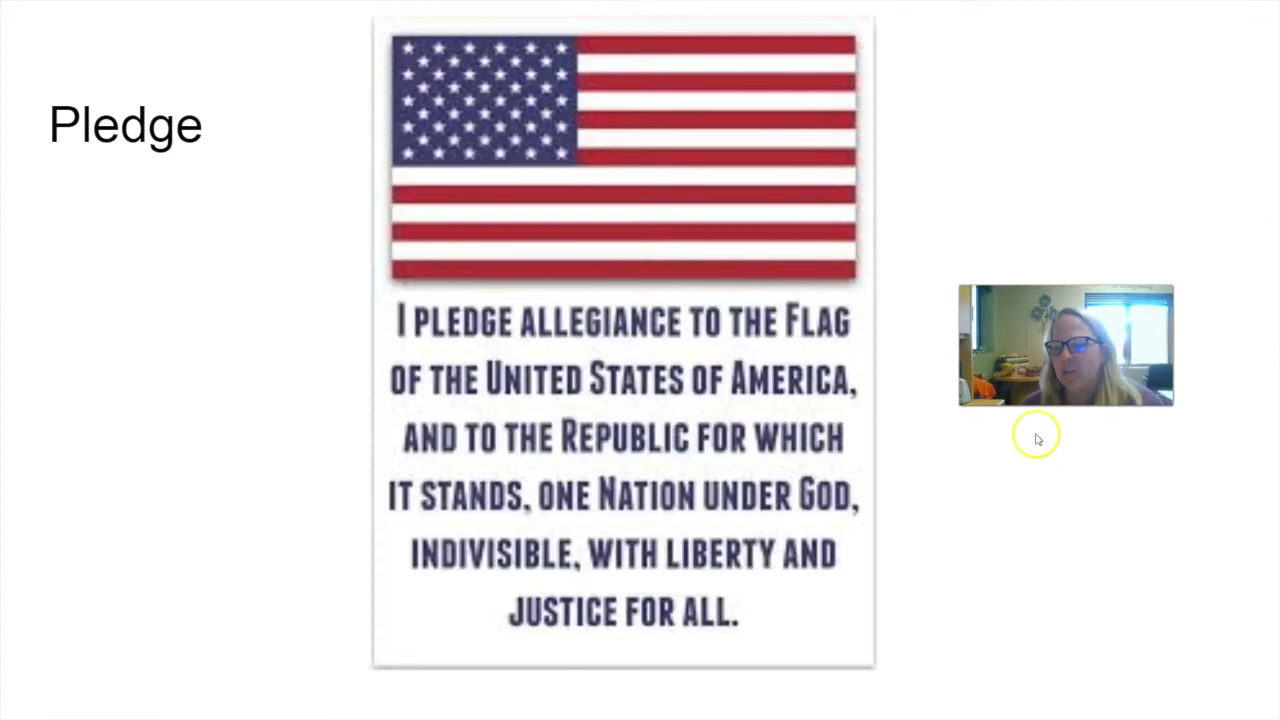 Pledge
I PLEDGE ALLEGIANCE TO THE FLAG
OF THE UNITED STATES OF AMERICA,
AND TO THE REPUBLIC FOR WHICH
IT STANDS, ONE NATION UNDER GOD,
INDIVISIBLE, WITH LIBERTY AND
JUSTICE FOR ALL.